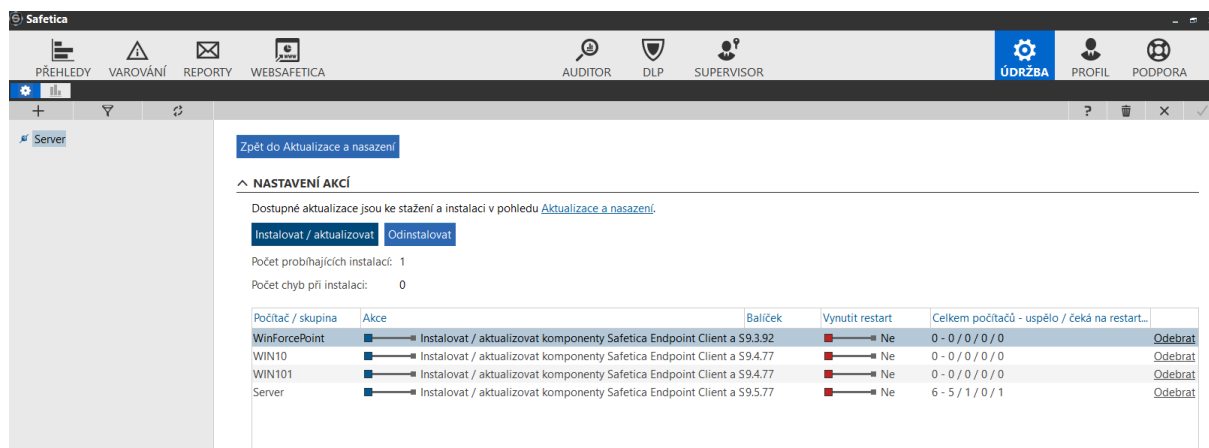 Safetica
PŘEHLEDY VAROVÁNÍ REPORTY WEBSAFETICA AUDITOR DLP SUPERVISOR ÚDRŽBA PROFIL PODPORA
Server
Zpět do Aktualizace a nasazení
NASTAVENÍ AKCÍ
Dostupné aktualizace jsou ke stažení a instalaci v pohledu Aktualizace a nasazení.
Instalovat / aktualizovat Odinstalovat
Počet probíhajících instalací: 1
Počet chyb při instalaci: 0
Počítač / skupina Akce Balíček Vynutit restart Celkem počítačů - uspělo / čeká na restart...
WinForcePoint Instalovat / aktualizovat komponenty Safetica Endpoint Client a S 9.3.92 Ne 0 - 0 / 0 / 0 / 0 Odebrat
WIN10 Instalovat / aktualizovat komponenty Safetica Endpoint Client a S 9.4.77 Ne 0 - 0 / 0 / 0 / 0 Odebrat
WIN101 Instalovat / aktualizovat komponenty Safetica Endpoint Client a S 9.4.77 Ne 0 - 0 / 0 / 0 / 0 Odebrat
Server Instalovat / aktualizovat komponenty Safetica Endpoint Client a S 9.5.77 Ne 6 - 5 / 1 / 0 / 1 Odebrat